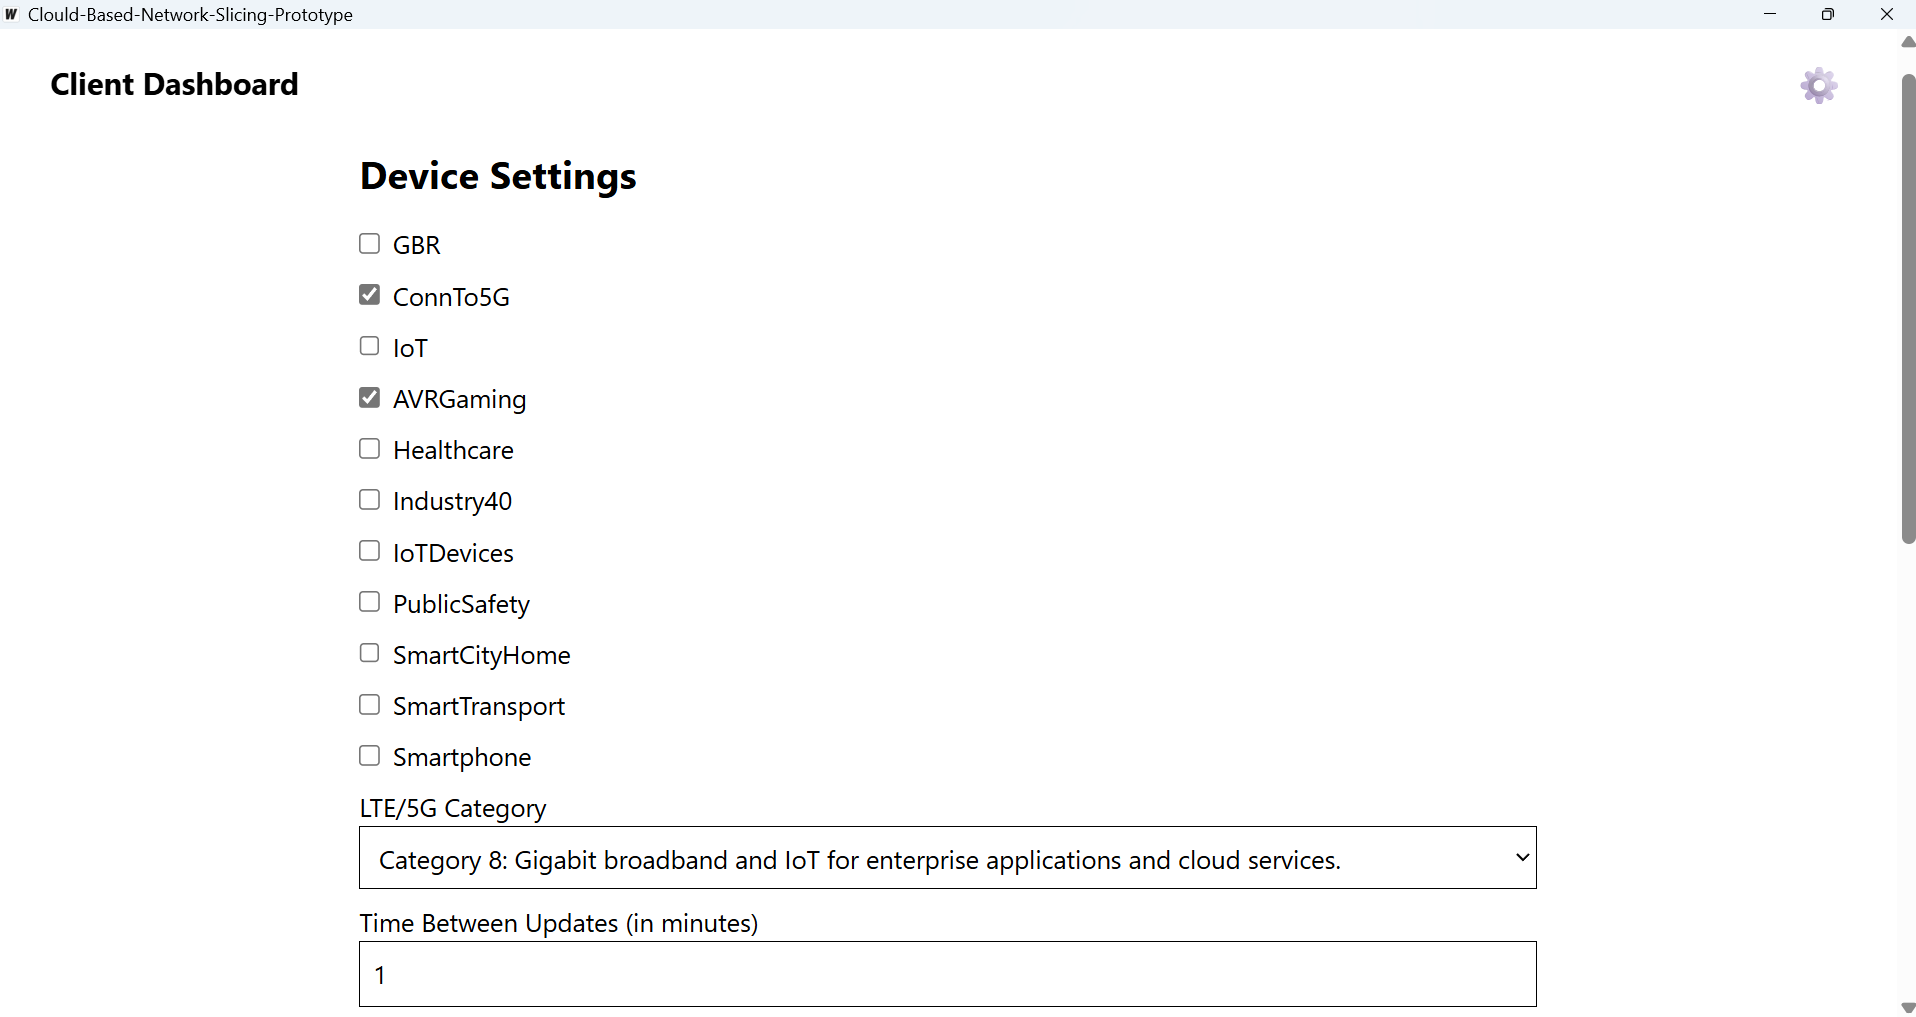 W Clould-Based-Network-Slicing-Prototype
Client Dashboard
Device Settings
GBR
ConnTo5G
IoT
AVRGaming
Healthcare
Industry40
IoTDevices
PublicSafety
SmartCityHome
SmartTransport
Smartphone
LTE/5G Category
Category 8: Gigabit broadband and IoT for enterprise applications and cloud services.
Time Between Updates (in minutes)
1